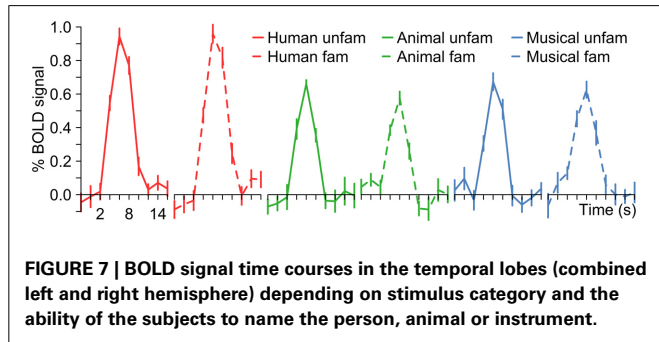 1.0
0.8
0.6
0.4
0.2
0.0
% BOLD signal
Human unfam Animal unfam Musical unfam
Human fam Animal fam Musical fam
2 8 14 Time (s)
FIGURE 7 | BOLD signal time courses in the temporal lobes (combined
left and right hemisphere) depending on stimulus category and the
ability of the subjects to name the person, animal or instrument.